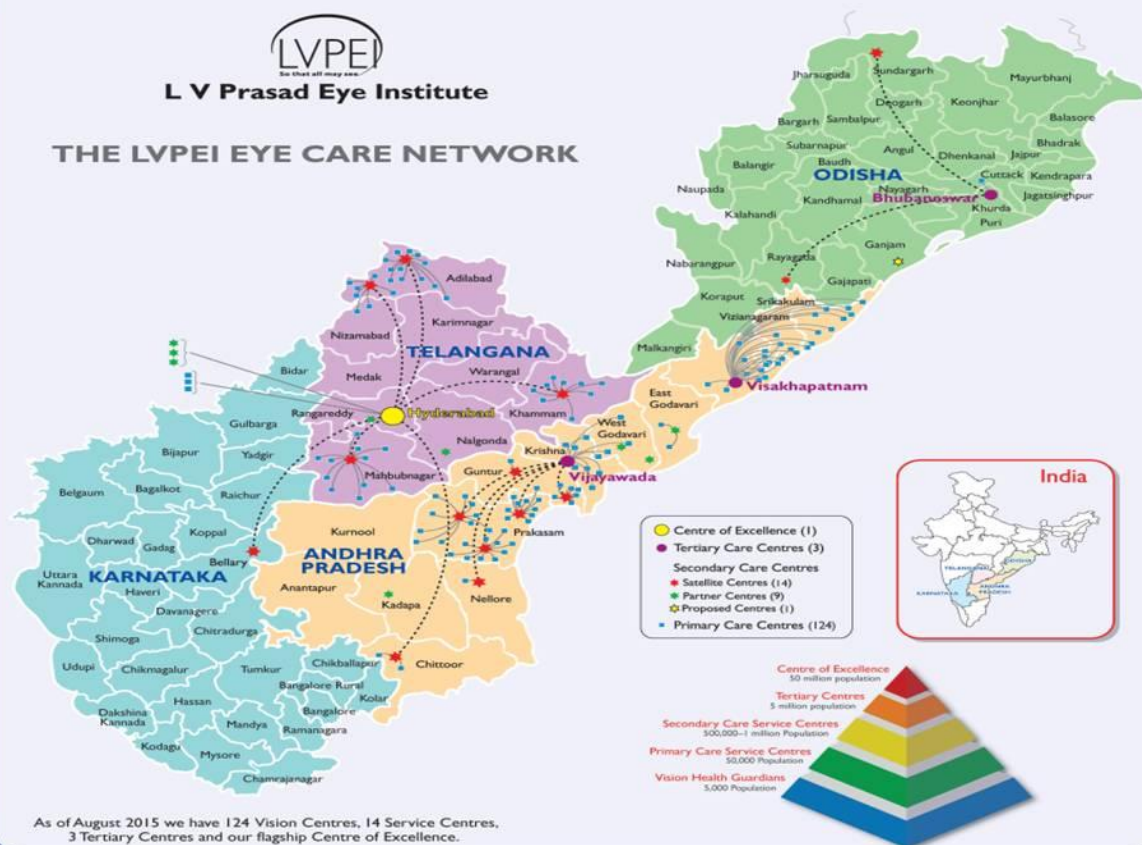 LVPEI
So that all may see
L V Prasad Eye Institute
THE LVPEI EYE CARE NETWORK
Jharsuguda
Sundargarh
Mayurbhanj
Deogarh
Keonjhar
Bargarh
Sambalpur
Balasore
Subarnapur
Angul
Dhenkanal
Jajpur
Bhadrak
Balangir
Baudh
ODISHA
Cuttack
Kendrapara
Naupada
Nayagarh
Bhubaneswar
Jagatsinghpur
Kandhamal
Khurda
Kalahandi
Puri
Ganjam
Rayagada
Nabarangpur
Gajapati
Koraput
Srikakulam
Vizianagaram
Malkangiri
Visakhapatnam
Adilabad
Nizamabad
Karimnagar
TELANGANA
Medak
Warangal
Bidar
Rangareddy
Hyderabad
Khammam
East
Godavari
West
Godavari
Gulbarga
Nalgonda
Krishna
Bijapur
Yadgir
Mahbubnagar
Guntur
Vijayawada
Belgaum
Bagalkot
Raichur
Kurnool
Prakasam
Dharwad
Gadag
Koppal
Bellary
ANDHRA
PRADESH
KARNATAKA
Uttara
Kannada
Haveri
Anantapur
Kadapa
Nellore
Davanagere
Chitradurga
Shimoga
Udupi
Chikmagalur
Tumkur
Chikballapur
Chittoor
Bangalore Rural
Kolar
Hassan
Bangalore
Dakshina
Kannada
Mandya
Ramanagara
Kodagu
Mysore
Chamrajanagar
Centre of Excellence (1)
Tertiary Care Centres (3)
Secondary Care Centres
Satellite Centres (14)
Partner Centres (9)
Proposed Centres (1)
Primary Care Centres (124)
India
TELANGANA
ODISHA
KARNATAKA
ANDHRA
PRADESH
Centre of Excellence
50 million population
Tertiary Centres
5 million population
Secondary Care Service Centres
500,000–1 million Population
Primary Care Service Centres
50,000 Population
Vision Health Guardians
5,000 Population
As of August 2015 we have 124 Vision Centres, 14 Service Centres,
3 Tertiary Centres and our flagship Centre of Excellence.